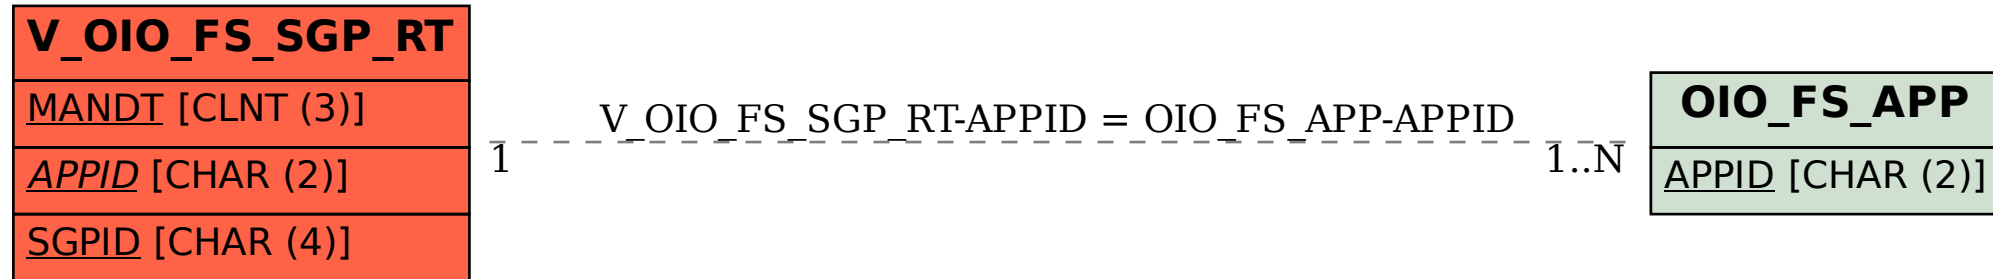 V_OIO_FS_SGP_RT
MANDT [CLNT (3)]
APPID [CHAR (2)]
SGPID [CHAR (4)]
V_OIO_FS_SGP_RT-APPID = OIO_FS_APP-APPID
1
1..N
OIO_FS_APP
APPID [CHAR (2)]